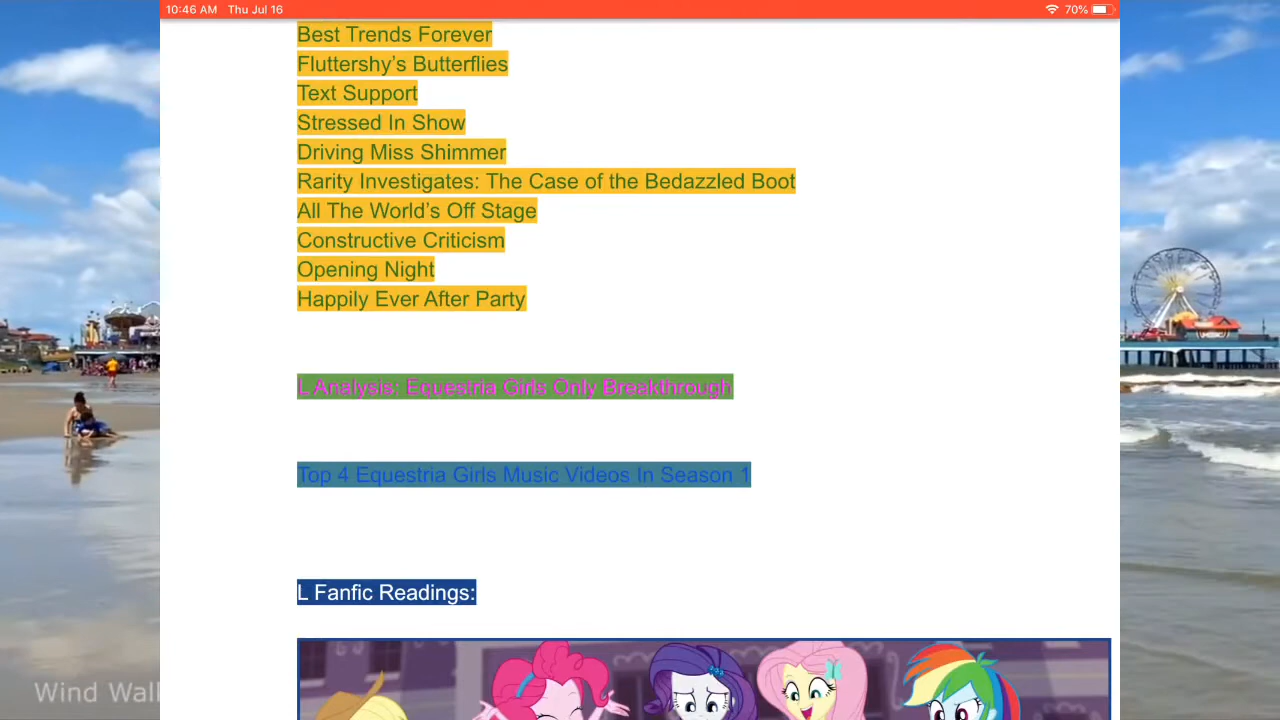 10:46 AM Thu Jul 16 70%
Best Trends Forever
Fluttershy’s Butterflies
Text Support
Stressed In Show
Driving Miss Shimmer
Rarity Investigates: The Case of the Bedazzled Boot
All The World’s Off Stage
Constructive Criticism
Opening Night
Happily Ever After Party
L Analysis: Equestria Girls Only Breakthrough
Top 4 Equestria Girls Music Videos In Season 1
L Fanfic Readings:
Wind Wall